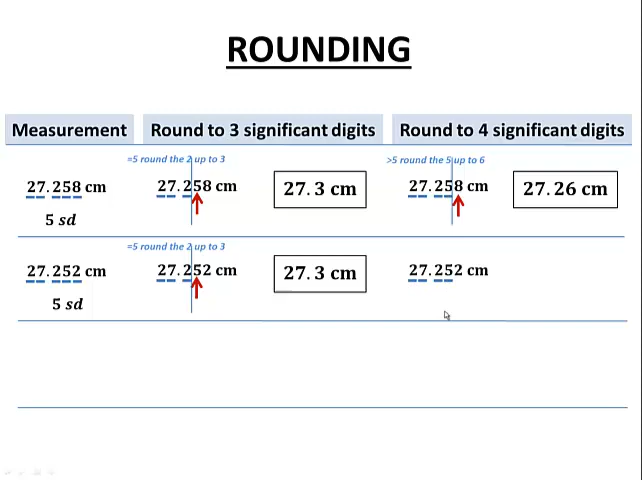 ROUNDING
Measurement Round to 3 significant digits Round to 4 significant digits
=5 round the 2 up to 3 >5 round the 5 up to 6
27.258 cm 27.258 cm 27.3 cm 27.258 cm 27.26 cm
5 sd
=5 round the 2 up to 3
27.252 cm 27.252 cm 27.3 cm 27.252 cm
5 sd